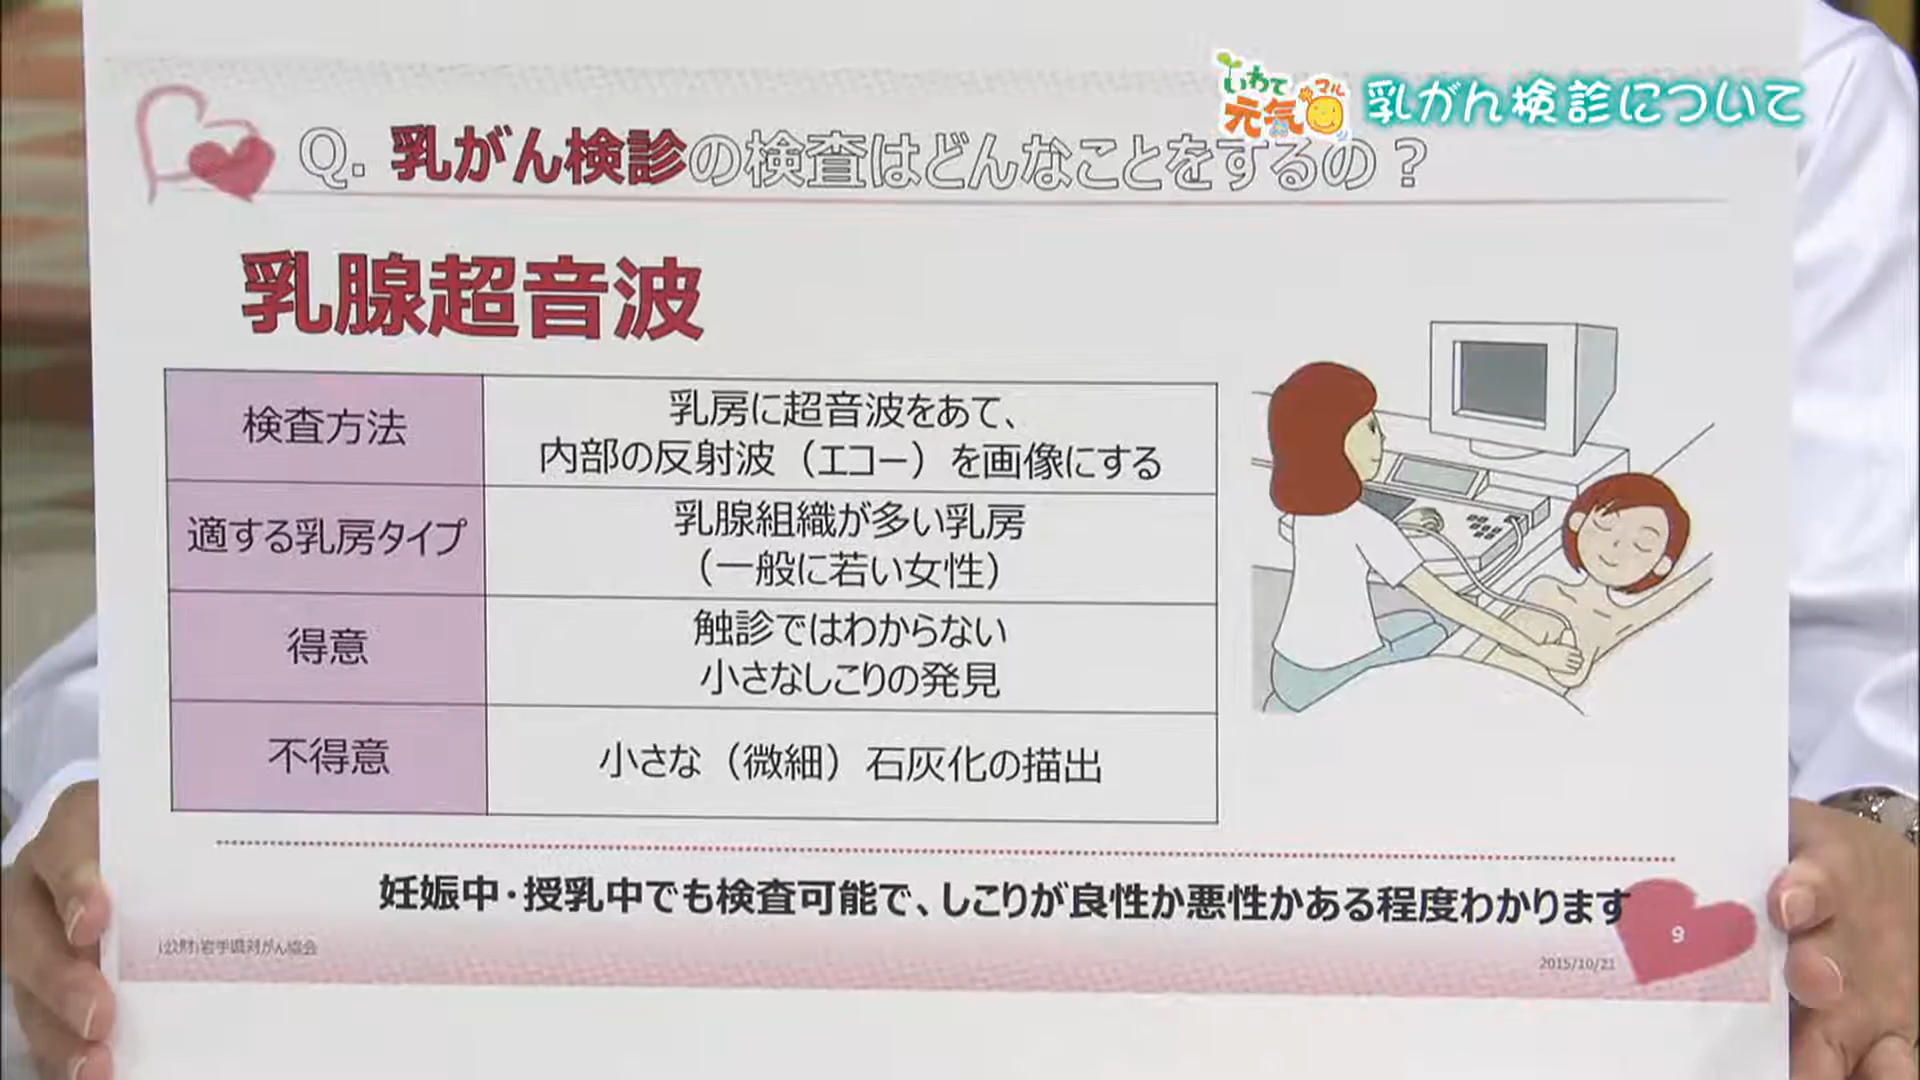 いわて
元気
マル
乳がん検診について
Q. 乳がん検診の検査はどんなことをするの？
乳腺超音波
検査方法
乳房に超音波をあて、
内部の反射波（エコー）を画像にする
適する乳房タイプ
乳腺組織が多い乳房
（一般に若い女性）
得意
触診ではわからない
小さなしこりの発見
不得意
小さな（微細）石灰化の描出
妊娠中・授乳中でも検査可能で、しこりが良性か悪性かある程度わかります
(公財)岩手県対がん協会
2015/10/21
9